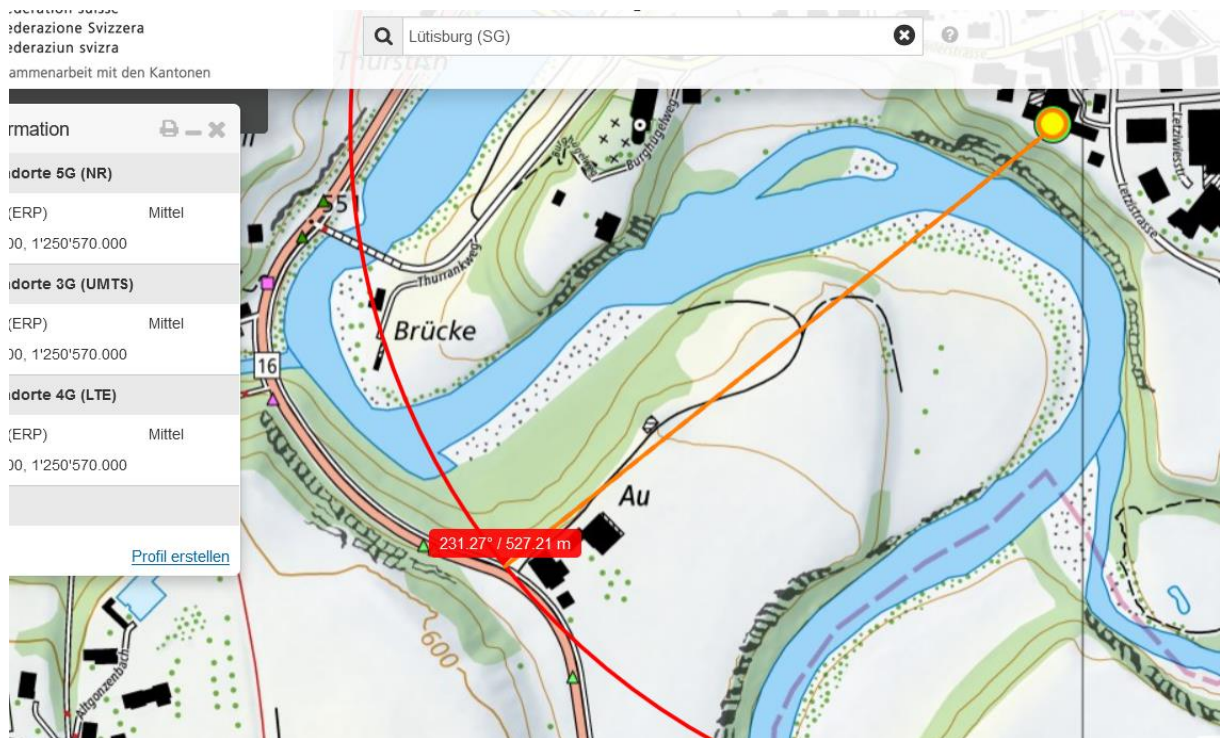 ederazione Svizzera
ederaziun svizra
ammenarbeit mit den Kantonen
Lütisburg (SG)
rmation
ndorte 5G (NR)
(ERP) Mittel
00, 1'250'570.000
ndorte 3G (UMTS)
(ERP) Mittel
00, 1'250'570.000
ndorte 4G (LTE)
(ERP) Mittel
00, 1'250'570.000
Profil erstellen
Burghügelweg
Letziwiesstr.
Letzistrasse
Thurrankweg
Brücke
16
Au
231.27° / 527.21 m
600
Altgonzenbach